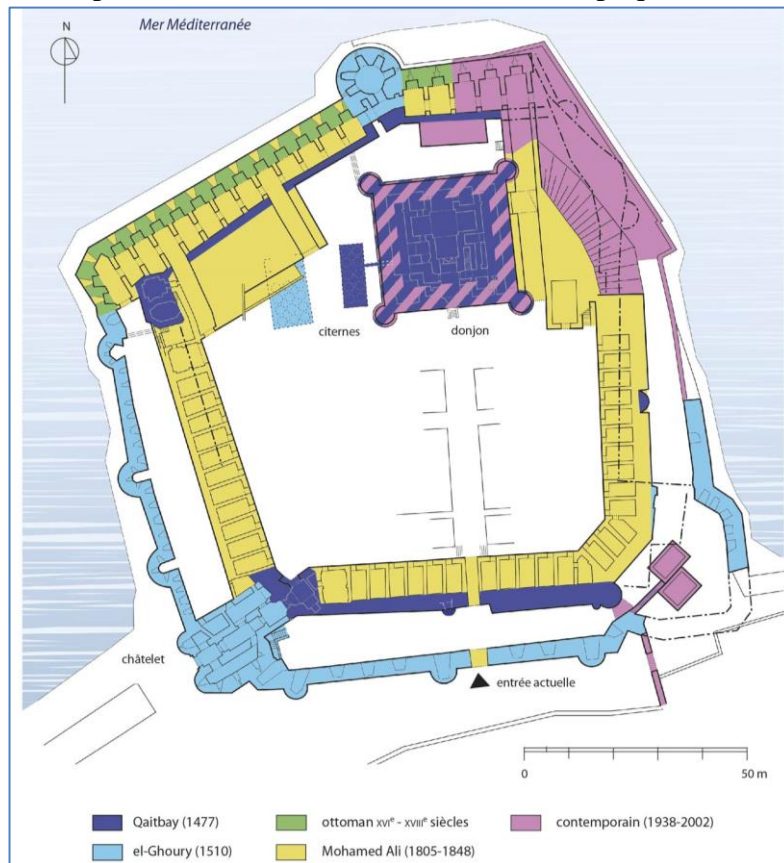 N
Mer Méditerranée
citernes
donjon
châtelet
entrée actuelle
0
50 m
Qaitbay (1477)
ottoman XVIᵉ - XVIIIᵉ siècles
contemporain (1938-2002)
el-Ghoury (1510)
Mohamed Ali (1805-1848)